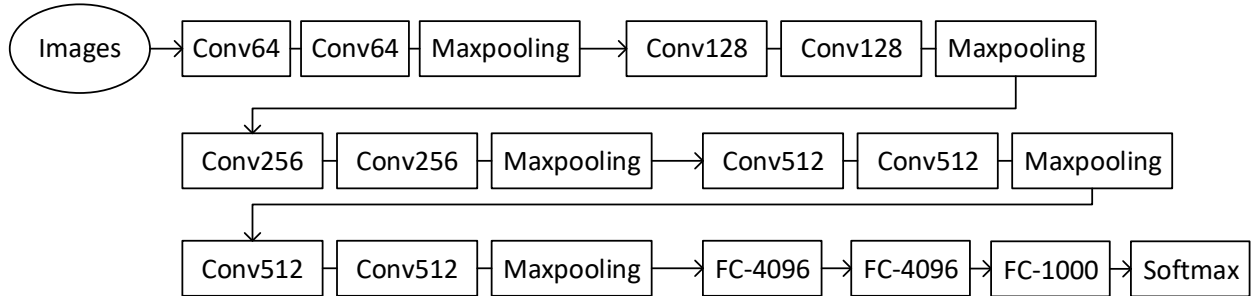 Images Conv64 Conv64 Maxpooling Conv128 Conv128 Maxpooling
Conv256 Conv256 Maxpooling Conv512 Conv512 Maxpooling
Conv512 Conv512 Maxpooling FC-4096 FC-4096 FC-1000 Softmax